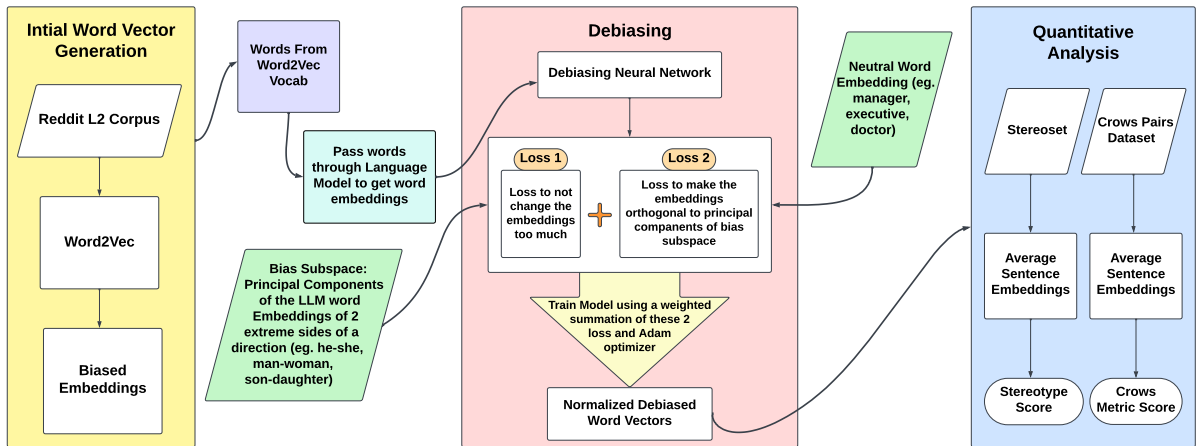 Intial Word Vector
Generation
Reddit L2 Corpus
Word2Vec
Biased
Embeddings
Words From
Word2Vec
Vocab
Pass words
through Language
Model to get word
embeddings
Bias Subspace:
Principal Components
of the LLM word
Embeddings of 2
extreme sides of a
direction (eg. he-she,
man-woman,
son-daughter)
Debiasing
Debiasing Neural Network
Loss 1
Loss to not
change the
embeddings
too much
Loss 2
Loss to make the
embeddings
orthogonal to principal
companents of bias
subspace
Train Model using a weighted
summation of these 2
loss and Adam
optimizer
Normalized Debiased
Word Vectors
Neutral Word
Embedding (eg.
manager,
executive,
doctor)
Quantitative
Analysis
Stereoset
Average
Sentence
Embeddings
Stereotype
Score
Crows Pairs
Dataset
Average
Sentence
Embeddings
Crows
Metric Score